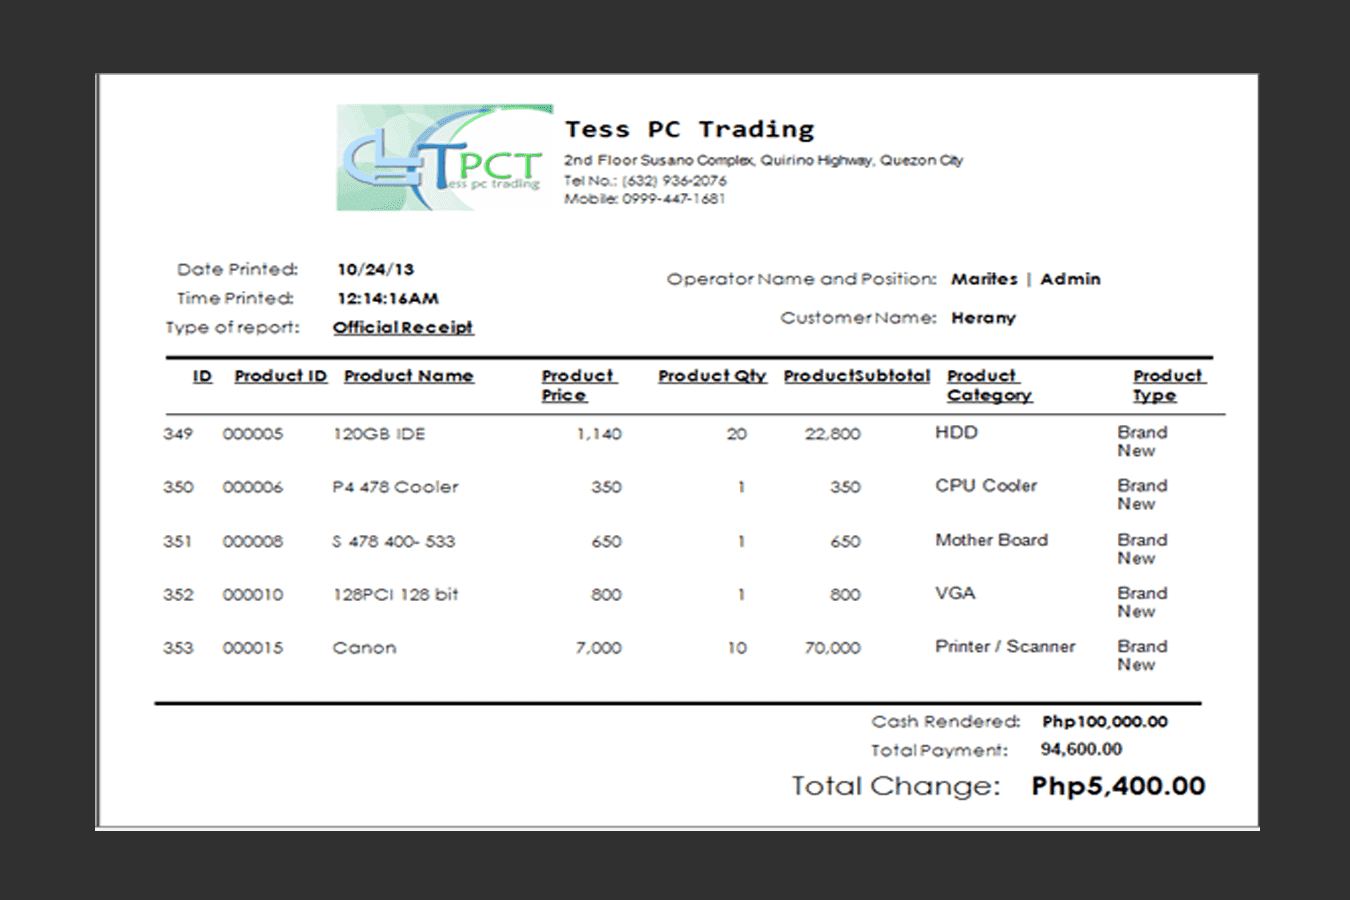 TPCT
ess pc trading
Tess PC Trading
2nd Floor Susano Complex, Quirino Highway, Quezon City
Tel No.: (632) 936-2076
Mobile: 0999-447-1681
Date Printed: 10/24/13
Time Printed: 12:14:16AM
Type of report: Official Receipt
Operator Name and Position: Marites | Admin
Customer Name: Herany
ID Product ID Product Name Product Price Product Qty ProductSubtotal Product Category Product Type
349 000005 120GB IDE 1,140 20 22,800 HDD Brand New
350 000006 P4 478 Cooler 350 1 350 CPU Cooler Brand New
351 000008 S 478 400- 533 650 1 650 Mother Board Brand New
352 000010 128PCI 128 bit 800 1 800 VGA Brand New
353 000015 Canon 7,000 10 70,000 Printer / Scanner Brand New
Cash Rendered: Php100,000.00
Total Payment: 94,600.00
Total Change: Php5,400.00